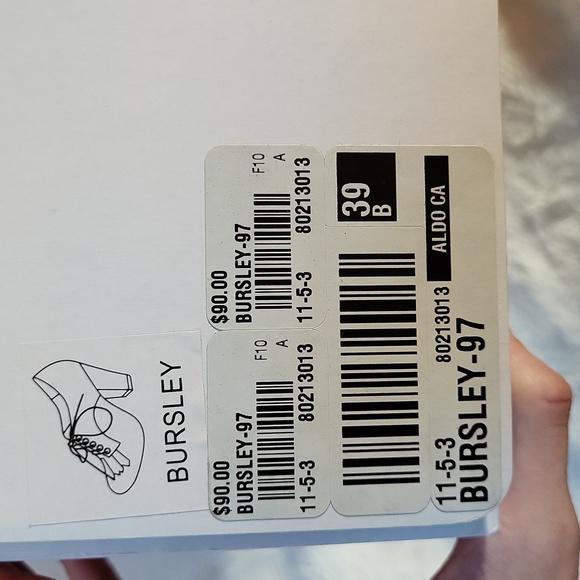 BURSLEY
$90.00
BURSLEY-97
F10
A
11-5-3 80213013
$90.00
BURSLEY-97
F10
A
11-5-3 80213013
39
B
ALDO CA
80213013
11-5-3
BURSLEY-97